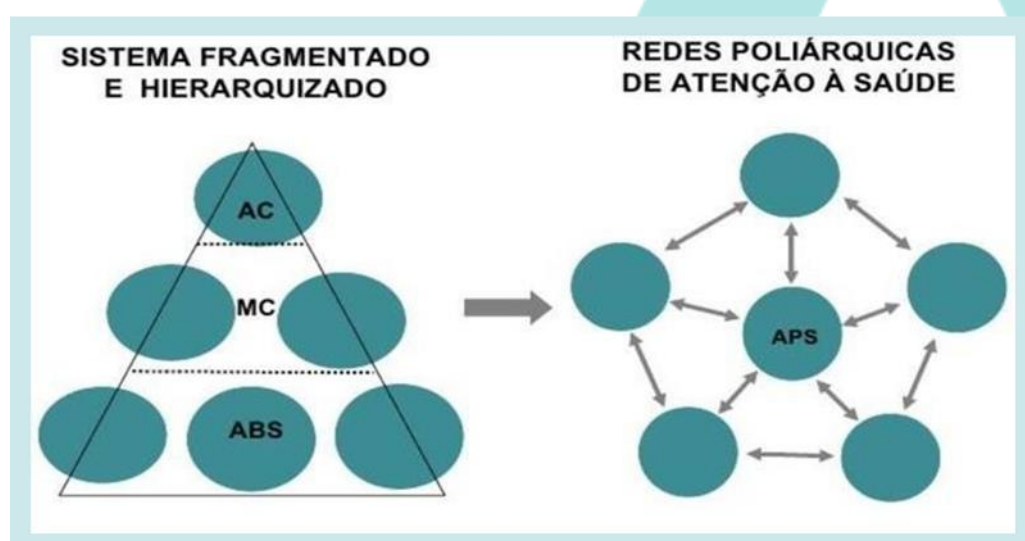 SISTEMA FRAGMENTADO
E HIERARQUIZADO
AC
MC
ABS
REDES POLIÁRQUICAS
DE ATENÇÃO À SAÚDE
APS